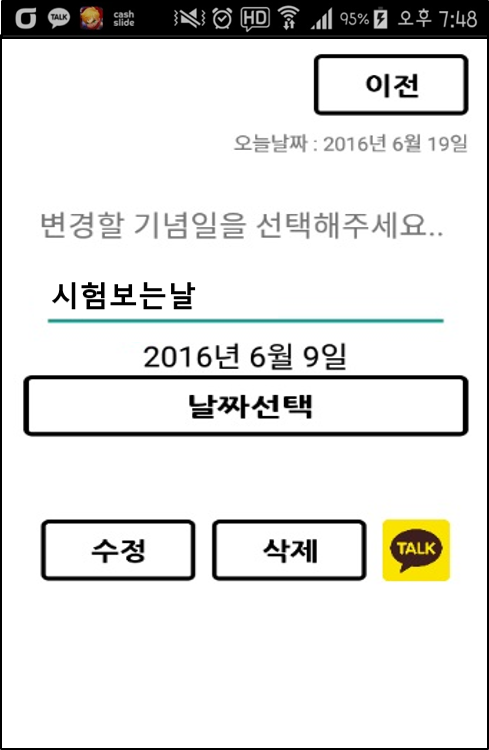 TALK cash slide HD 95% 오후 7:48
이전
오늘날짜 : 2016년 6월 19일
변경할 기념일을 선택해주세요..
시험보는날
2016년 6월 9일
날짜선택
수정 삭제 TALK